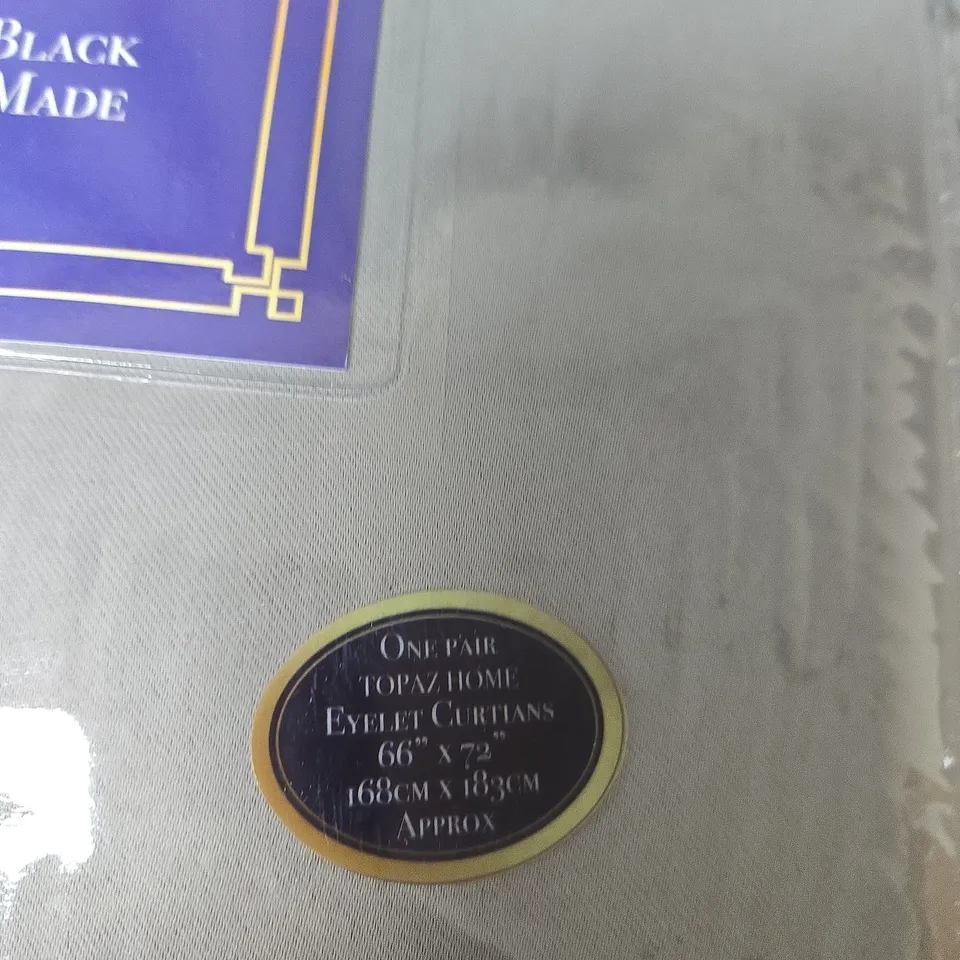 BLACK
MADE
ONE PAIR
TOPAZ HOME
EYELET CURTIANS
66” X 72”
168CM X 183CM
APPROX